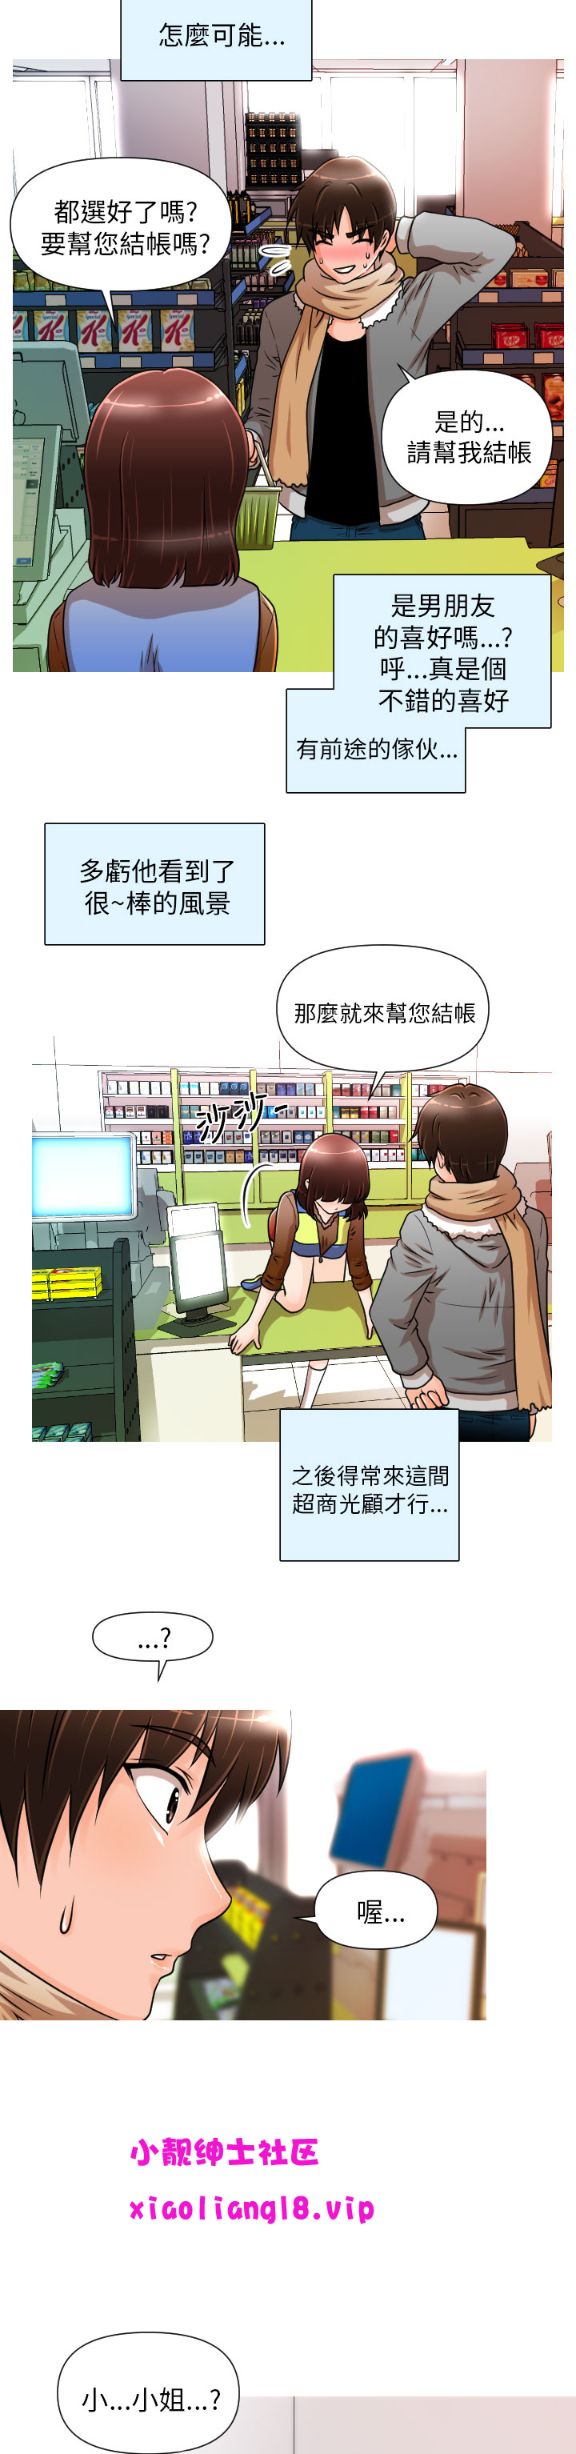 怎麼可能...
都選好了嗎?
要幫您結帳嗎?
K
K
K
K
是的...
請幫我結帳
是男朋友
的喜好嗎...?
呼...真是個
不錯的喜好
有前途的傢伙...
多虧他看到了
很~棒的風景
那麼就來幫您結帳
沙沙~
之後得常來這間
超商光顧才行...
...?
喔...
小靓绅士社区
xiaoliang18.vip
小...小姐...?